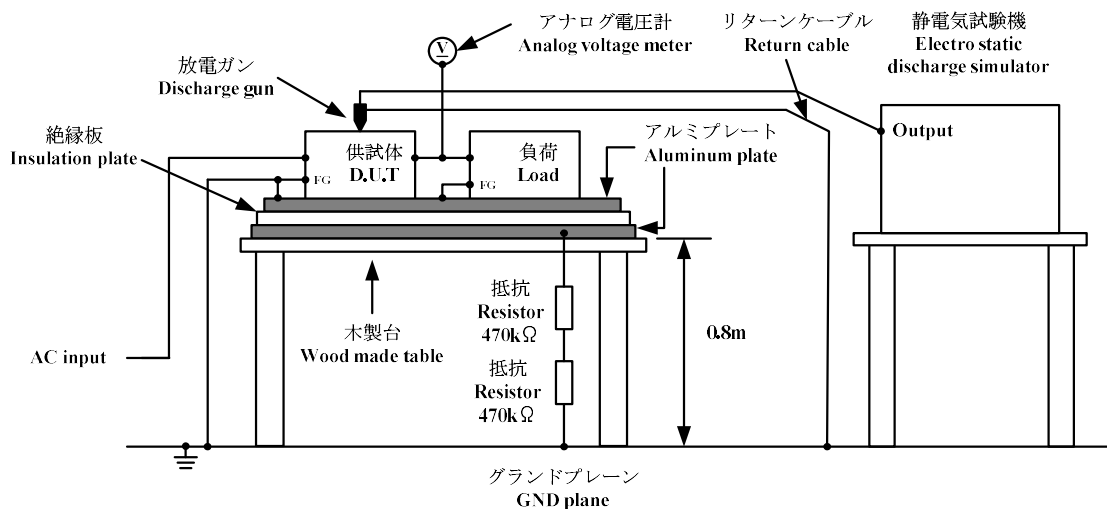 アナログ電圧計
Analog voltage meter
リターンケーブル
Return cable
静電気試験機
Electro static
discharge simulator
V
放電ガン
Discharge gun
絶縁板
Insulation plate
供試体
D.U.T
FG
負荷
Load
FG
アルミプレート
Aluminum plate
Output
抵抗
Resistor
470kΩ
0.8m
木製台
Wood made table
AC input
抵抗
Resistor
470kΩ
グランドプレーン
GND plane